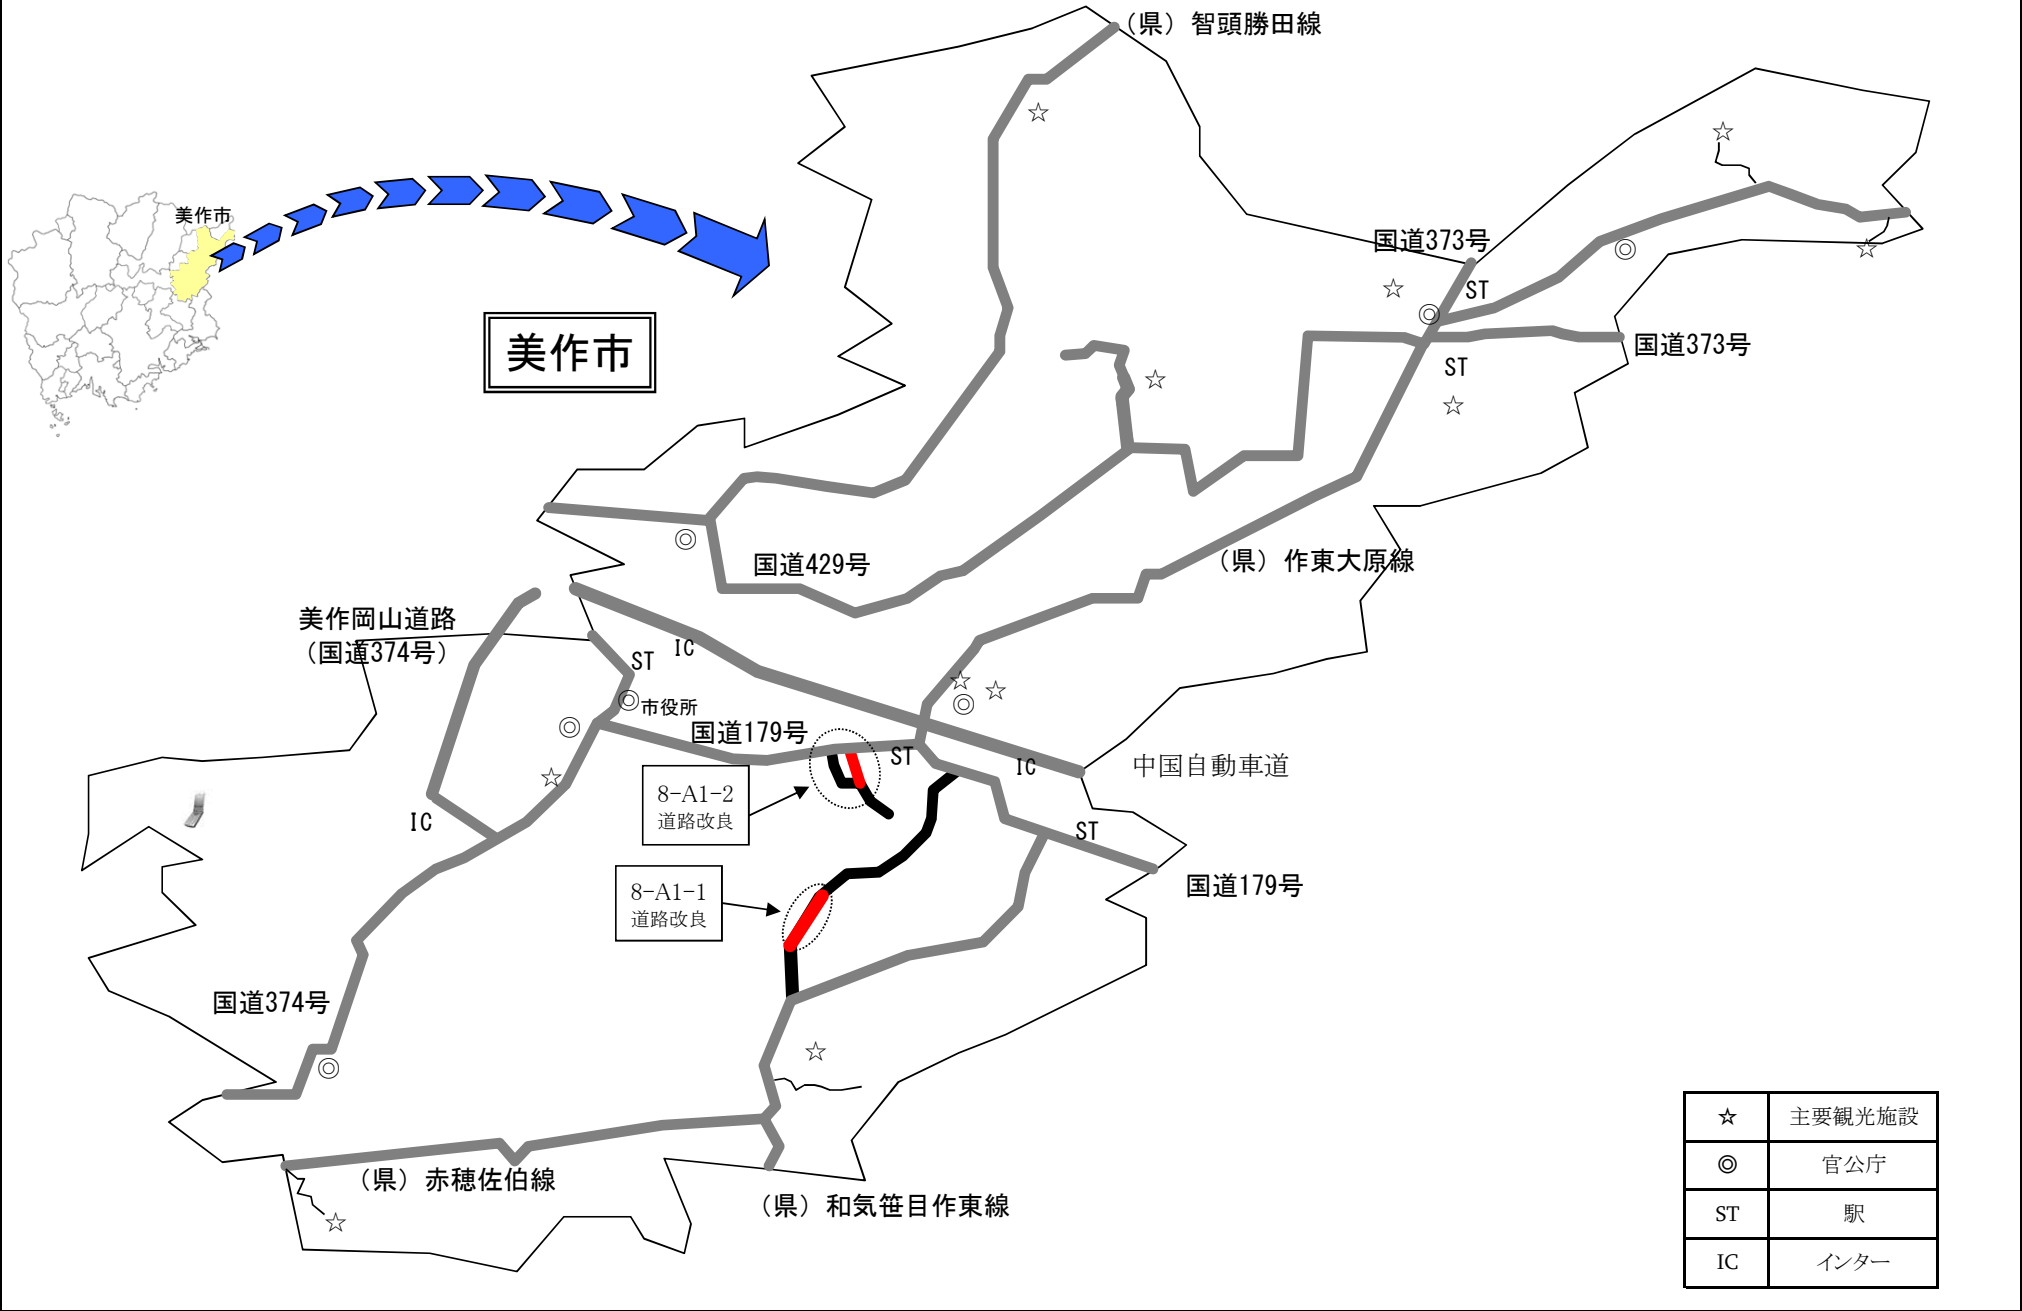 （県）智頭勝田線
美作市
国道373号
☆
☆
◎
☆
☆
ST
◎
美作市
国道373号
ST
☆
☆
◎
国道429号
（県）作東大原線
美作岡山道路
（国道374号）
ST
IC
☆
☆
◎
◎
市役所
◎
国道179号
ST
IC
中国自動車道
☆
8-A1-2
道路改良
IC
ST
8-A1-1
道路改良
国道179号
国道374号
☆
◎
（県）赤穂佐伯線
（県）和気笹目作東線
☆
☆ 主要観光施設
◎ 官公庁
ST 駅
IC インター